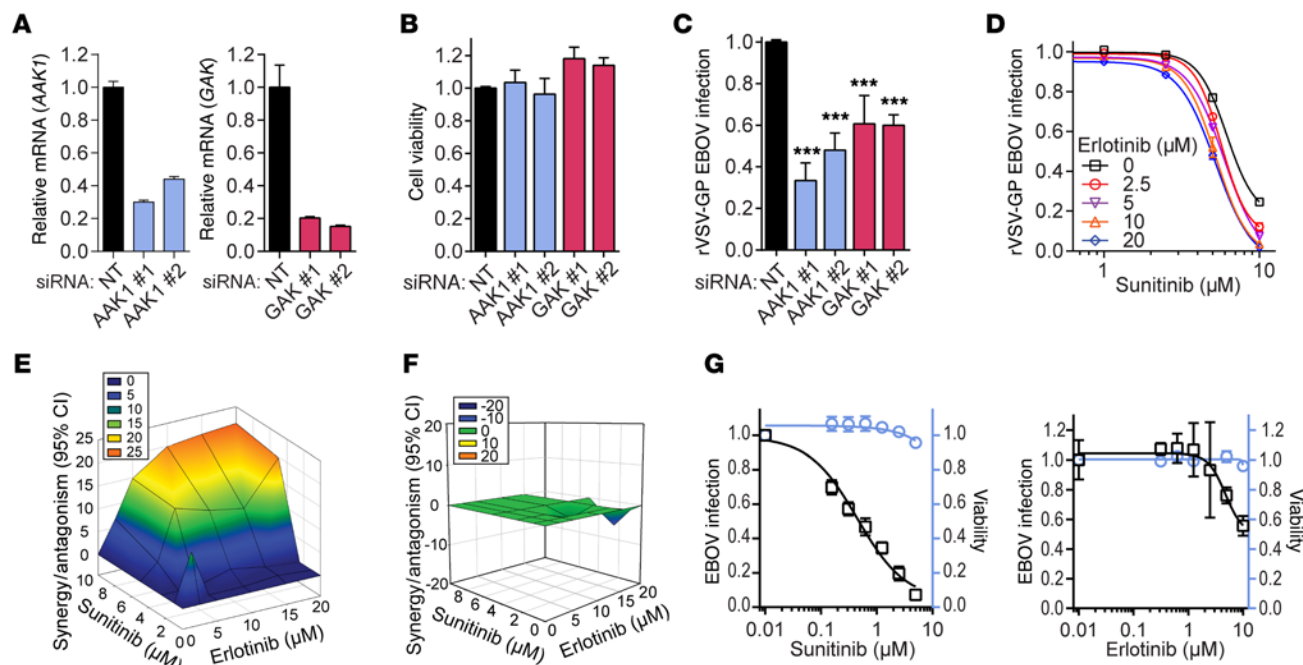 A
Relative mRNA (AAK1)
1.2
1.0
0.8
0.6
0.4
0.2
0
siRNA:
NT
AAK1 #1
AAK1 #2
Relative mRNA (GAK)
1.2
1.0
0.8
0.6
0.4
0.2
0
NT
GAK #1
GAK #2
B
Cell viability
1.2
1.0
0.8
0.6
0.4
0.2
0.0
siRNA:
NT
AAK1 #1
AAK1 #2
GAK #1
GAK #2
C
rVSV-GP EBOV infection
1.0
0.8
0.6
0.4
0.2
0.0
***
***
***
***
siRNA:
NT
AAK1 #1
AAK1 #2
GAK #1
GAK #2
D
rVSV-GP EBOV infection
1.0
0.8
0.6
0.4
0.2
0.0
Erlotinib (µM)
0
2.5
5
10
20
1
10
Sunitinib (µM)
E
0
5
10
15
20
25
Synergy/antagonism (95% CI)
25
20
15
10
5
0
10
8
6
4
2
0
Sunitinib (µM)
0
5
10
15
20
Erlotinib (µM)
F
-20
-10
0
10
20
Synergy/antagonism (95% CI)
20
10
0
-10
-20
8
6
4
2
0
Sunitinib (µM)
0
5
10
15
20
Erlotinib (µM)
G
EBOV infection
1.0
0.8
0.6
0.4
0.2
0.0
0.01
0.1
1
10
Sunitinib (µM)
1.0
0.8
0.6
0.4
0.2
0.0
Viability
EBOV infection
1.2
1.0
1.0
0.6
0.4
0.2
0.0
0.01
0.1
1
10
Erlotinib (µM)
1.2
1.0
0.8
0.6
0.4
0.2
0.0
Viability